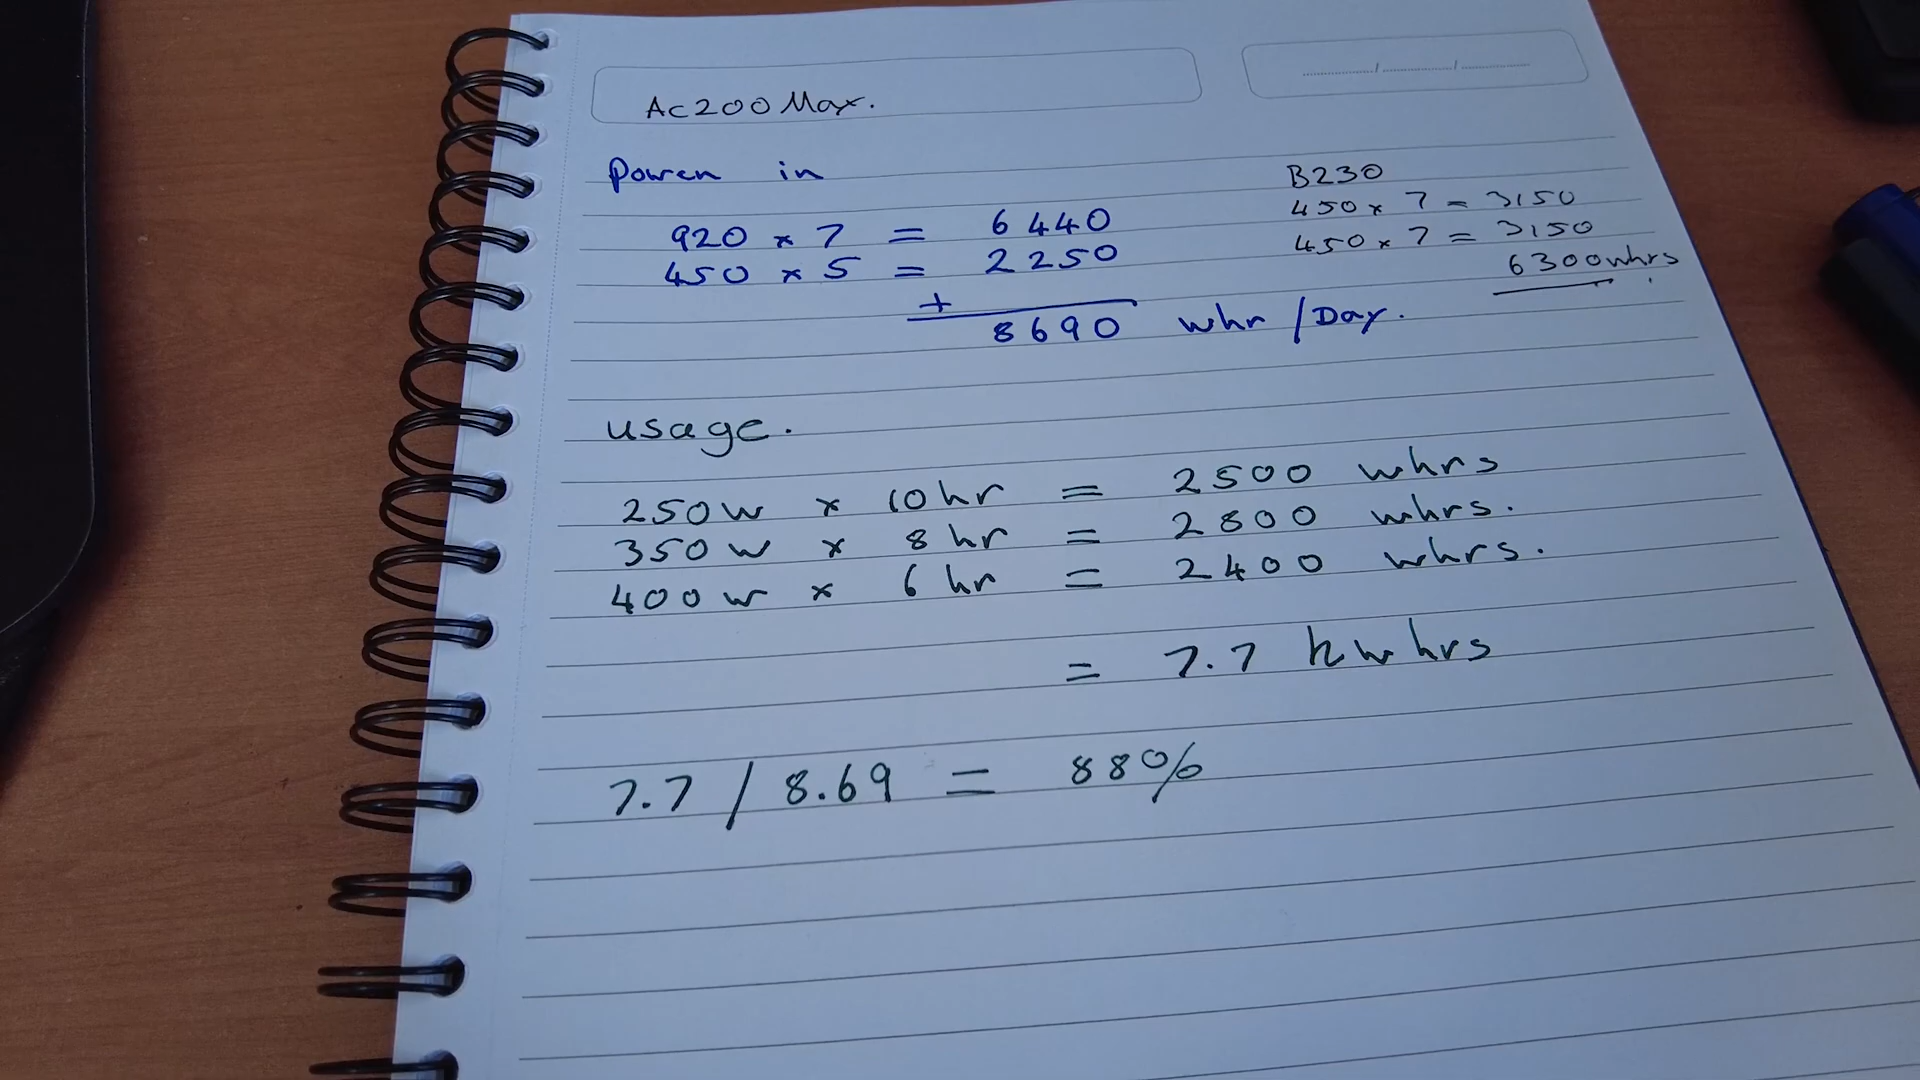 Ac200Max.
Power in
920 x 7 = 6440
450 x 5 = 2250
+
8690 whr / Day.
B230
450 x 7 = 3150
450 x 7 = 3150
6300whrs
usage.
250w x 10hr = 2500 whrs
350w x 8hr = 2800 whrs.
400w x 6hr = 2400 whrs.
= 7.7 kwhrs
7.7 / 8.69 = 88%